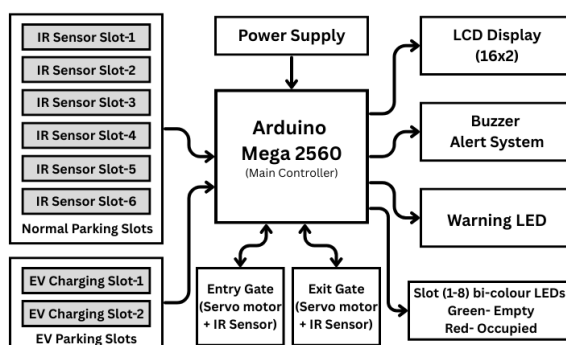 IR Sensor Slot-1
IR Sensor Slot-2
IR Sensor Slot-3
IR Sensor Slot-4
IR Sensor Slot-5
IR Sensor Slot-6
Normal Parking Slots
EV Charging Slot-1
EV Charging Slot-2
EV Parking Slots
Power Supply
Arduino
Mega 2560
(Main Controller)
Entry Gate
(Servo motor
+ IR Sensor)
Exit Gate
(Servo motor
+ IR Sensor)
LCD Display
(16x2)
Buzzer
Alert System
Warning LED
Slot (1-8) bi-colour LEDs
Green- Empty
Red- Occupied